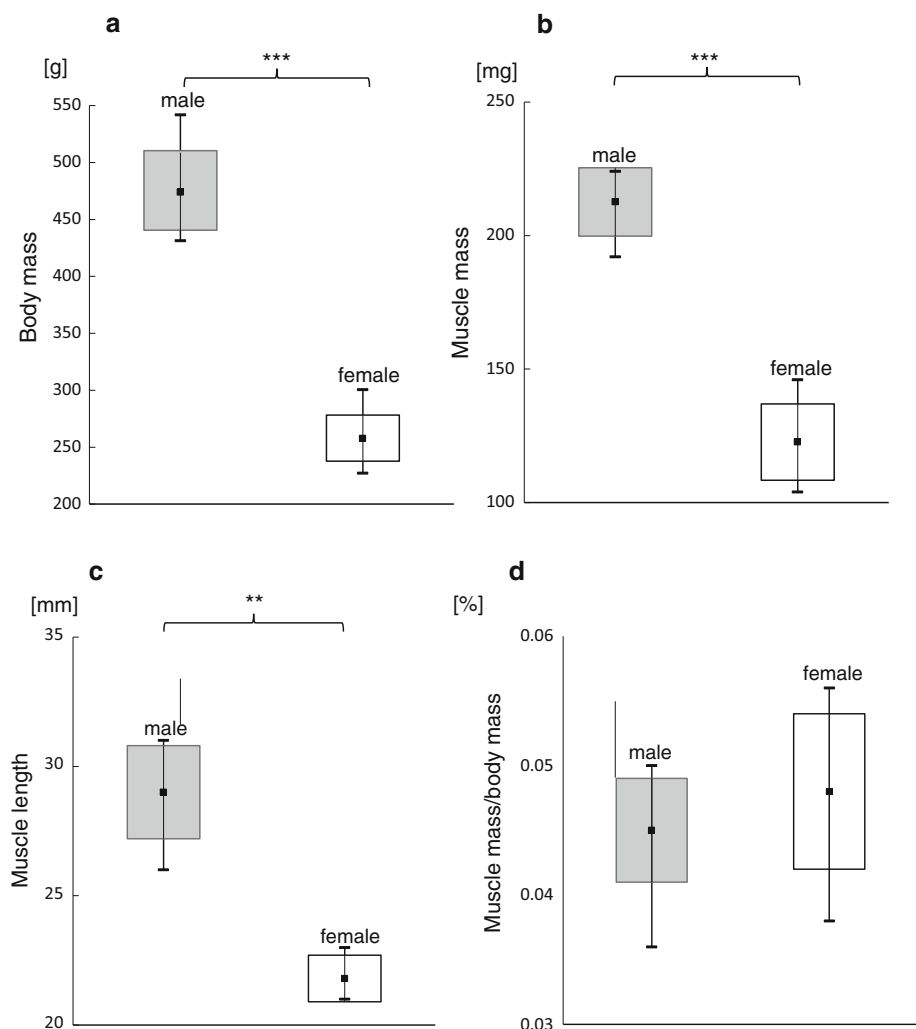 a
[g]
***
male
550
500
450
400
350
300
250
200
Body mass
female
b
[mg]
***
250
200
150
100
Muscle mass
male
female
c
[mm]
**
35
30
25
20
Muscle length
male
female
d
[%]
0.06
0.05
0.04
0.03
Muscle mass/body mass
male
female